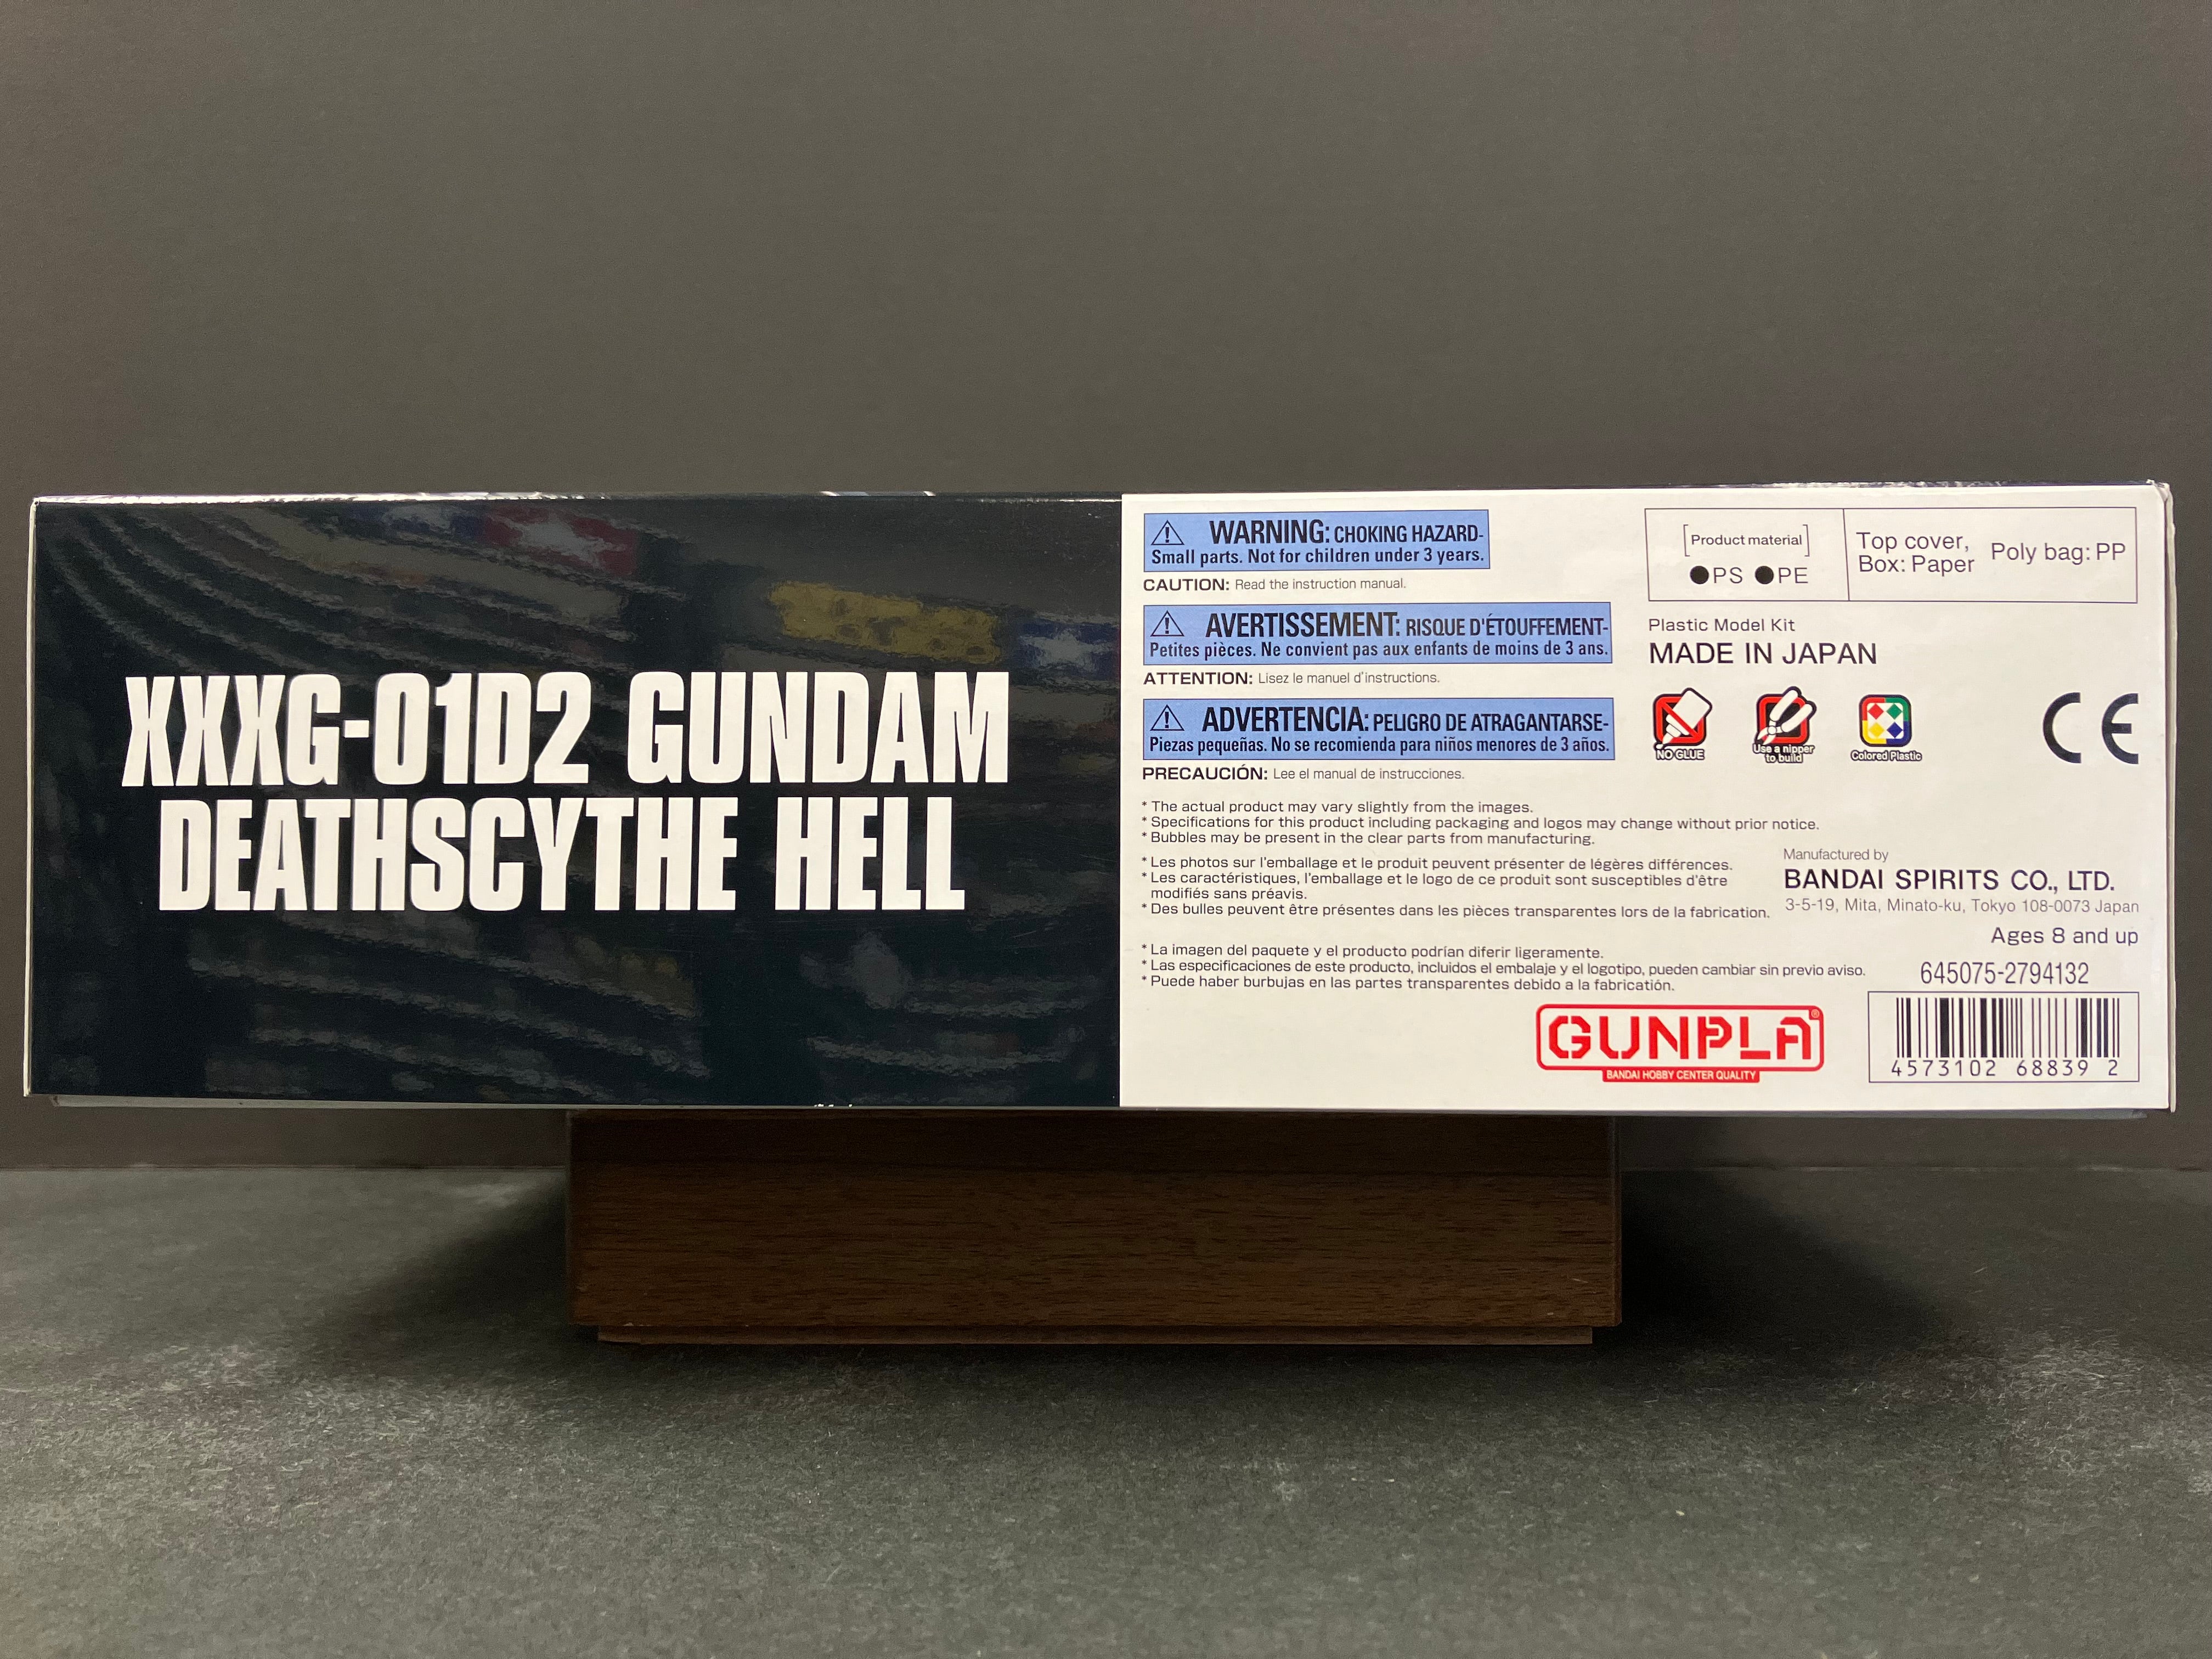 XXXG-01D2 GUNDAM
DEATHSCYTHE HELL
WARNING: CHOKING HAZARD-
Small parts. Not for children under 3 years.
CAUTION: Read the instruction manual.
AVERTISSEMENT: RISQUE D'ÉTOUFFEMENT-
Petites pièces. Ne convient pas aux enfants de moins de 3 ans.
ATTENTION: Lisez le manuel d'instructions.
ADVERTENCIA: PELIGRO DE ATRAGANTARSE-
Piezas pequeñas. No se recomienda para niños menores de 3 años.
PRECAUCIÓN: Lee el manual de instrucciones.
[Product material]
●PS ●PE
Top cover,
Box: Paper
Poly bag: PP
Plastic Model Kit
MADE IN JAPAN
NO GLUE
Use a nipper
to build
Colored Plastic
CE
* The actual product may vary slightly from the images.
* Specifications for this product including packaging and logos may change without prior notice.
* Bubbles may be present in the clear parts from manufacturing.
* Les photos sur l'emballage et le produit peuvent présenter de légères différences.
* Les caractéristiques, l'emballage et le logo de ce produit sont susceptibles d'être
modifiés sans préavis.
* Des bulles peuvent être présentes dans les pièces transparentes lors de la fabrication.
* La imagen del paquete y el producto podrían diferir ligeramente.
* Las especificaciones de este producto, incluidos el embalaje y el logotipo, pueden cambiar sin previo aviso.
* Puede haber burbujas en las partes transparentes debido a la fabricatión.
Manufactured by
BANDAI SPIRITS CO., LTD.
3-5-19, Mita, Minato-ku, Tokyo 108-0073 Japan
Ages 8 and up
645075-2794132
GUNPLA®
BANDAI HOBBY CENTER QUALITY
4573102 68839 2